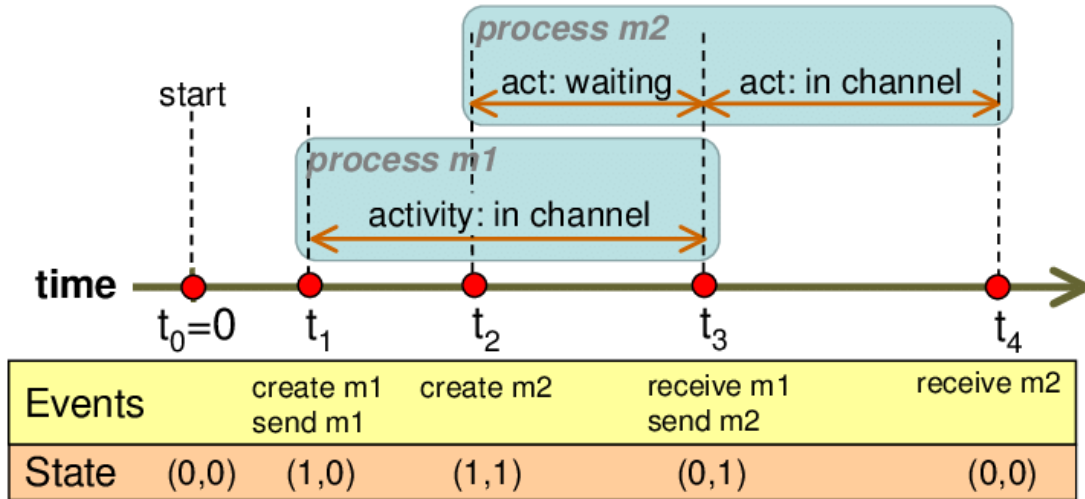 process m2
act: waiting
act: in channel
start
process m1
activity: in channel
time
t0=0
t1
t2
t3
t4
Events
create m1
send m1
create m2
receive m1
send m2
receive m2
State
(0,0)
(1,0)
(1,1)
(0,1)
(0,0)